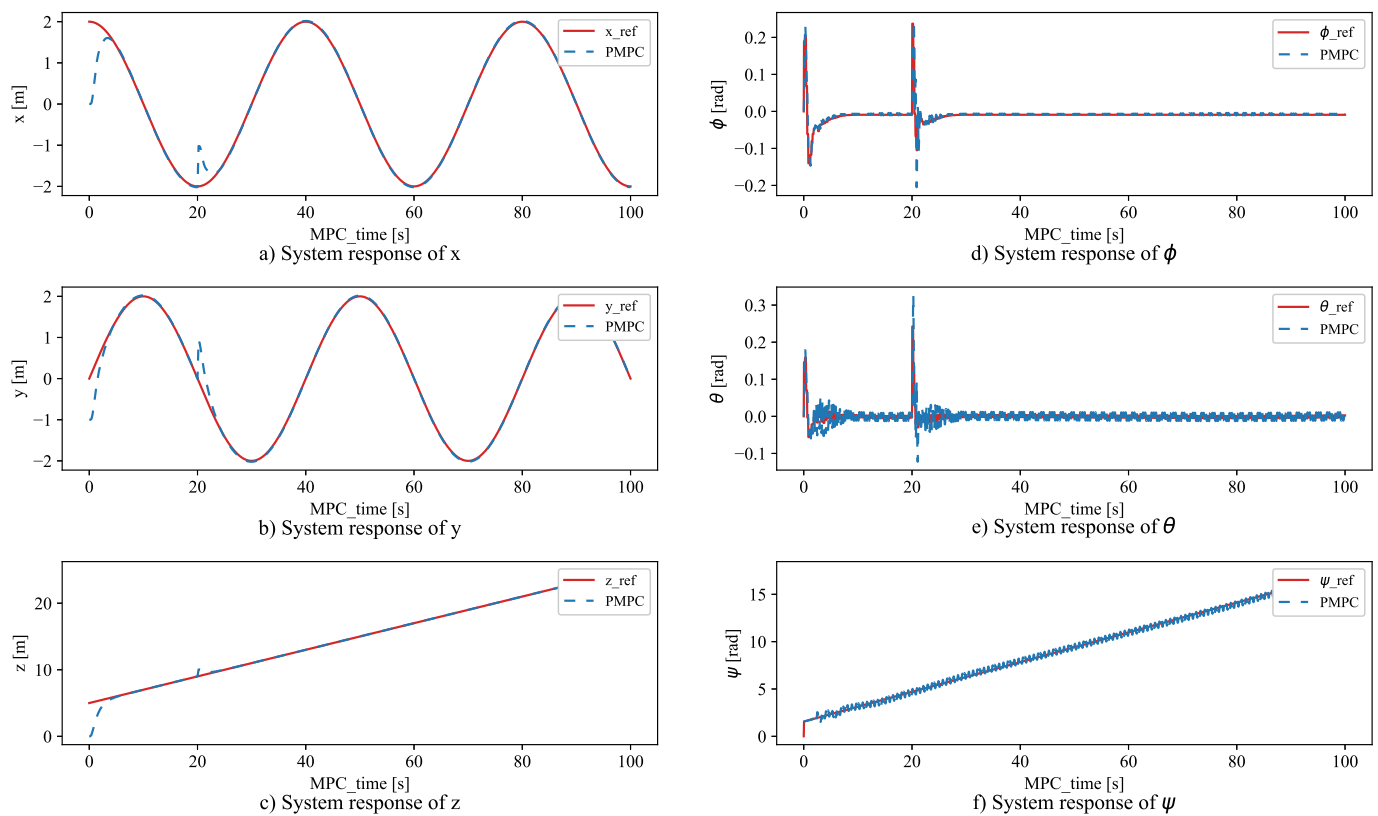 x [m]
2
1
0
−1
−2
x_ref
PMPC
0
20
40
60
80
100
MPC_time [s]
a) System response of x
ϕ [rad]
0.2
0.1
0.0
−0.1
−0.2
ϕ_ref
PMPC
0
20
40
60
80
100
MPC_time [s]
d) System response of ϕ
y [m]
2
1
0
−1
−2
y_ref
PMPC
0
20
40
60
80
100
MPC_time [s]
b) System response of y
θ [rad]
0.3
0.2
0.1
0.0
−0.1
θ_ref
PMPC
0
20
40
60
80
100
MPC_time [s]
e) System response of θ
z [m]
20
10
0
z_ref
PMPC
0
20
40
60
80
100
MPC_time [s]
c) System response of z
ψ [rad]
15
10
5
0
ψ_ref
PMPC
0
20
40
60
80
100
MPC_time [s]
f) System response of ψ